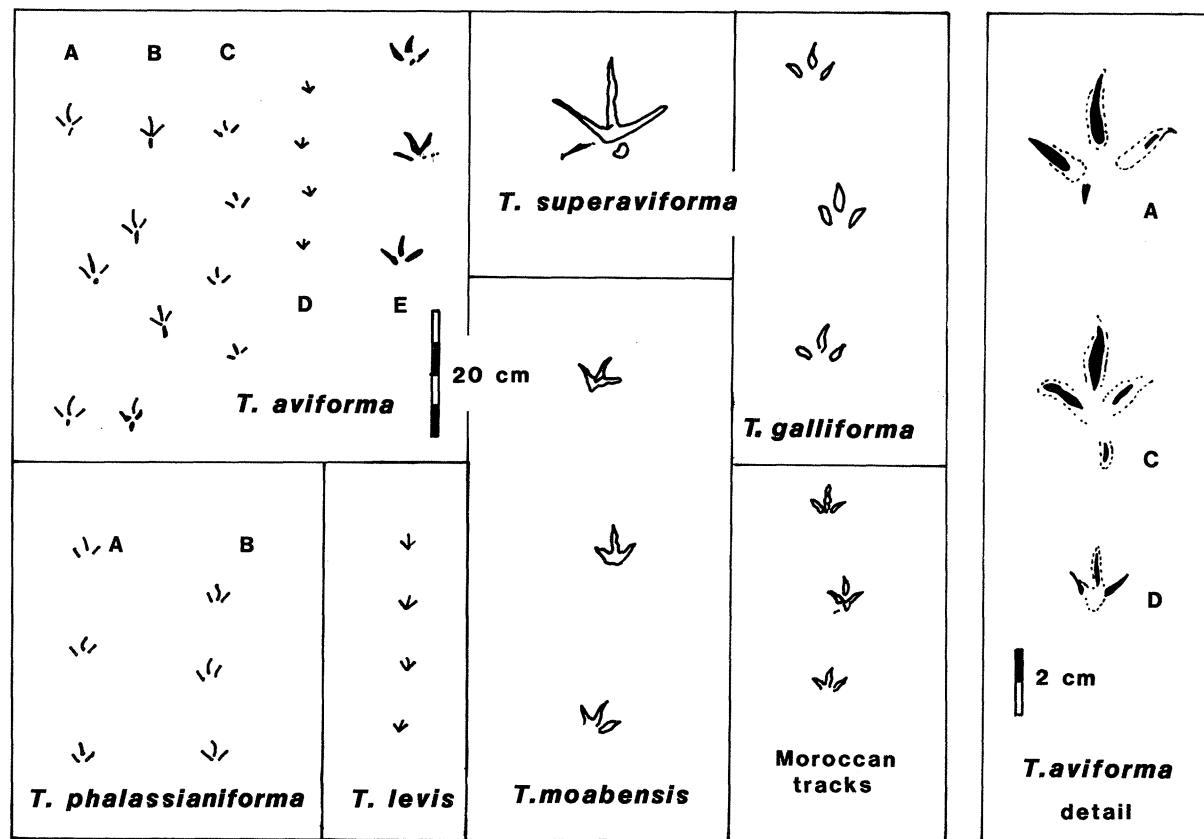 A B C
D E
20 cm
T. aviforma
T. superaviforma
T. galliforma
A B
T. phalassianiforma
T. levis
T.moabensis
Moroccan
tracks
A
C
D
2 cm
T.aviforma
detail